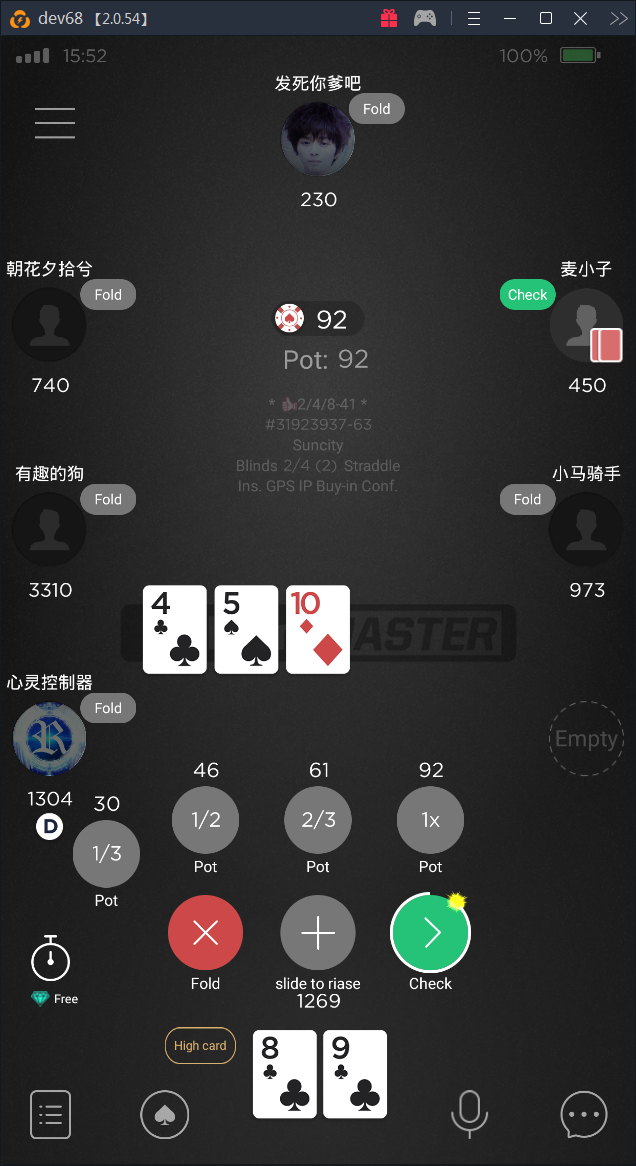 dev68 【2.0.54】
15:52
100%
发死你爹吧
Fold
230
朝花夕拾兮
Fold
740
麦小子
Check
450
92
Pot: 92
2/4/8-41 *
#31923937-63
Suncity
Blinds 2/4 (2) Straddle
Ins. GPS IP Buy-in Conf.
有趣的狗
Fold
3310
小马骑手
Fold
973
4
5
10
ASTER
心灵控制器
Fold
1304
D
Empty
30
1/3
Pot
46
1/2
Pot
61
2/3
Pot
92
1x
Pot
Fold
slide to riase
1269
Check
Free
High card
8
9